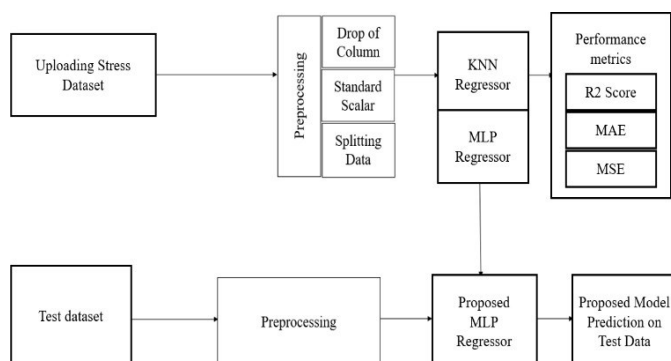 Uploading Stress
Dataset
Preprocessing
Drop of
Column
Standard
Scalar
Splitting
Data
KNN
Regressor
MLP
Regressor
Performance
metrics
R2 Score
MAE
MSE
Test dataset
Preprocessing
Proposed
MLP
Regressor
Proposed Model
Prediction on
Test Data